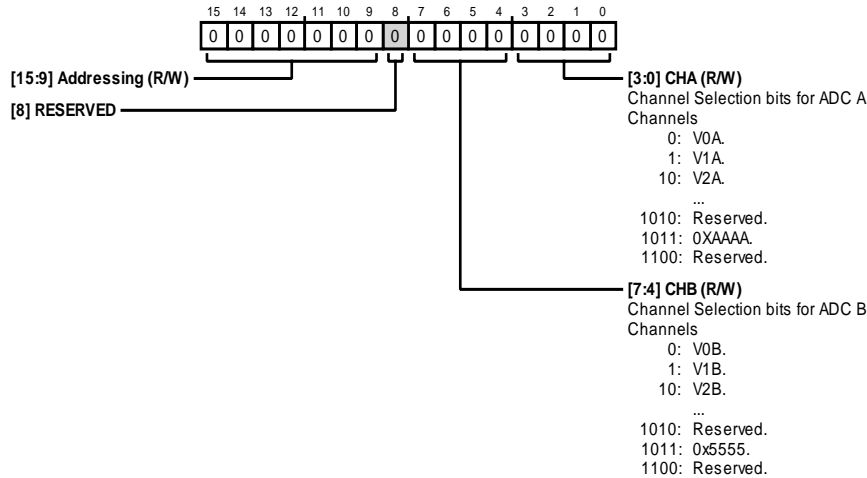 15 14 13 12 11 10 9 8 7 6 5 4 3 2 1 0
0 0 0 0 0 0 0 0 0 0 0 0 0 0 0 0
[15:9] Addressing (R/W)
[8] RESERVED
[3:0] CHA (R/W)
Channel Selection bits for ADC A
Channels
0: V0A.
1: V1A.
10: V2A.
...
1010: Reserved.
1011: 0XAAAA.
1100: Reserved.
[7:4] CHB (R/W)
Channel Selection bits for ADC B
Channels
0: V0B.
1: V1B.
10: V2B.
...
1010: Reserved.
1011: 0x5555.
1100: Reserved.